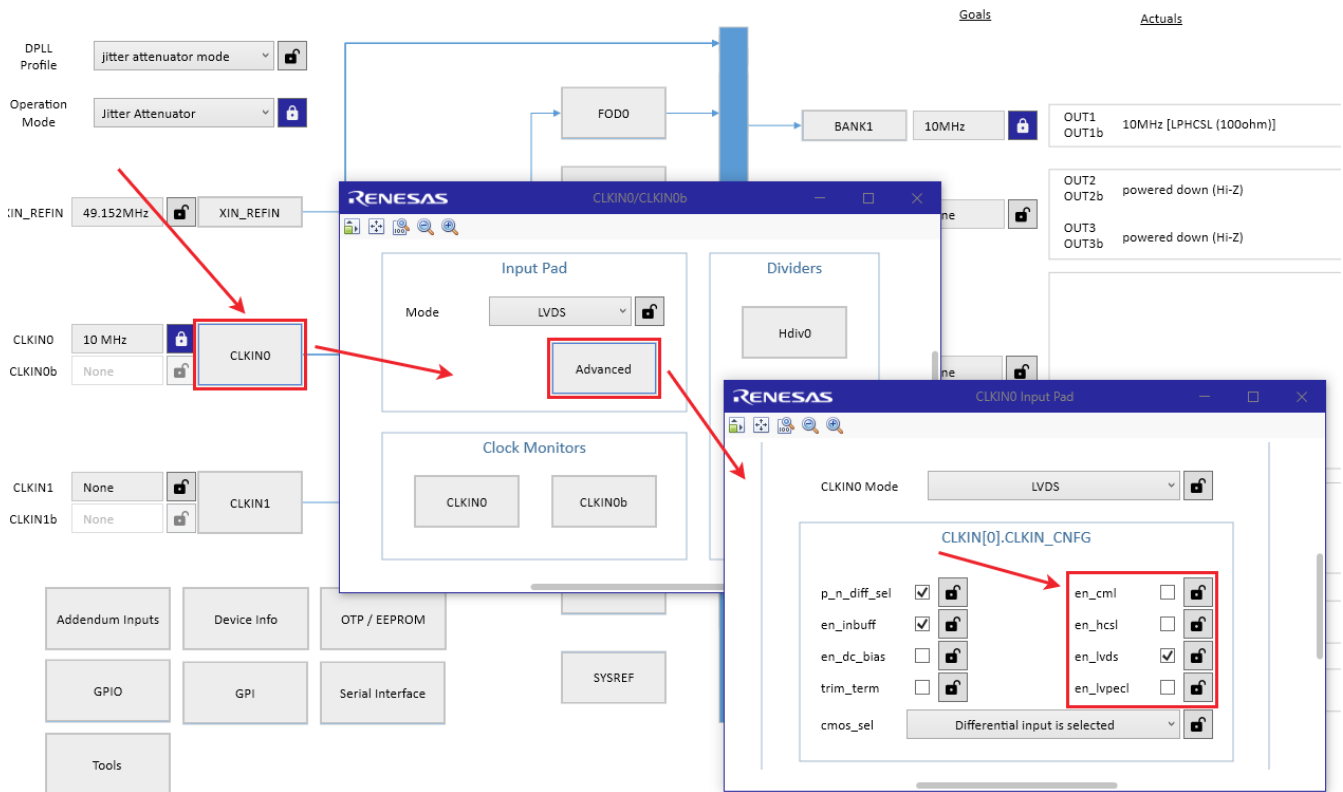 Goals
Actuals
DPLL
Profile
jitter attenuator mode
Operation
Mode
Jitter Attenuator
FOD0
BANK1
10MHz
OUT1
OUT1b
10MHz [LPHCSL (100ohm)]
49.152MHz
XIN_REFIN
OUT2
OUT2b
powered down (Hi-Z)
OUT3
OUT3b
powered down (Hi-Z)
RENESAS
CLKIN0/CLKIN0b
Input Pad
Mode
LVDS
Advanced
Dividers
Hdiv0
Clock Monitors
CLKIN0
CLKIN0b
CLKIN0
10 MHz
CLKIN0b
None
CLKIN0
CLKIN1
None
CLKIN1b
None
CLKIN1
RENESAS
CLKIN0 Input Pad
CLKIN0 Mode
LVDS
CLKIN[0].CLKIN_CNFG
p_n_diff_sel
en_cml
en_inbuff
en_hcsl
en_dc_bias
en_lvds
trim_term
en_lvpecl
cmos_sel
Differential input is selected
Addendum Inputs
Device Info
OTP / EEPROM
GPIO
GPI
Serial Interface
SYSREF
Tools